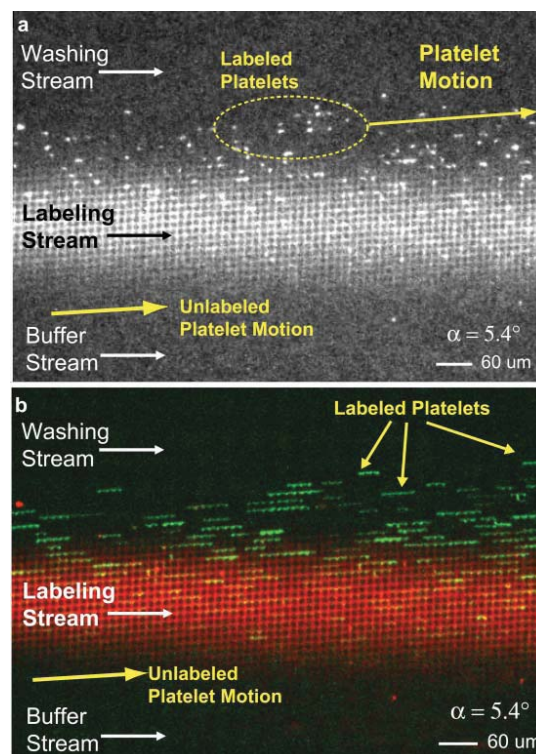 a
Washing
Stream
Labeled
Platelets
Platelet
Motion
Labeling
Stream
Unlabeled
Platelet Motion
Buffer
Stream
α = 5.4°
60 um
b
Washing
Stream
Labeled Platelets
Labeling
Stream
Unlabeled
Platelet Motion
Buffer
Stream
α = 5.4°
60 um